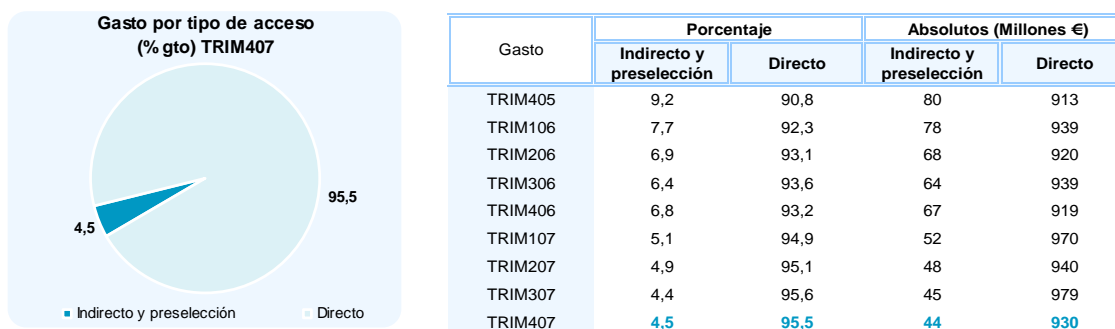 Gasto por tipo de acceso
(% gto) TRIM407
95,5
4,5
Indirecto y preselección Directo
Gasto Porcentaje Absolutos (Millones €)
Indirecto y preselección Directo Indirecto y preselección Directo
TRIM405 9,2 90,8 80 913
TRIM106 7,7 92,3 78 939
TRIM206 6,9 93,1 68 920
TRIM306 6,4 93,6 64 939
TRIM406 6,8 93,2 67 919
TRIM107 5,1 94,9 52 970
TRIM207 4,9 95,1 48 940
TRIM307 4,4 95,6 45 979
TRIM407 4,5 95,5 44 930